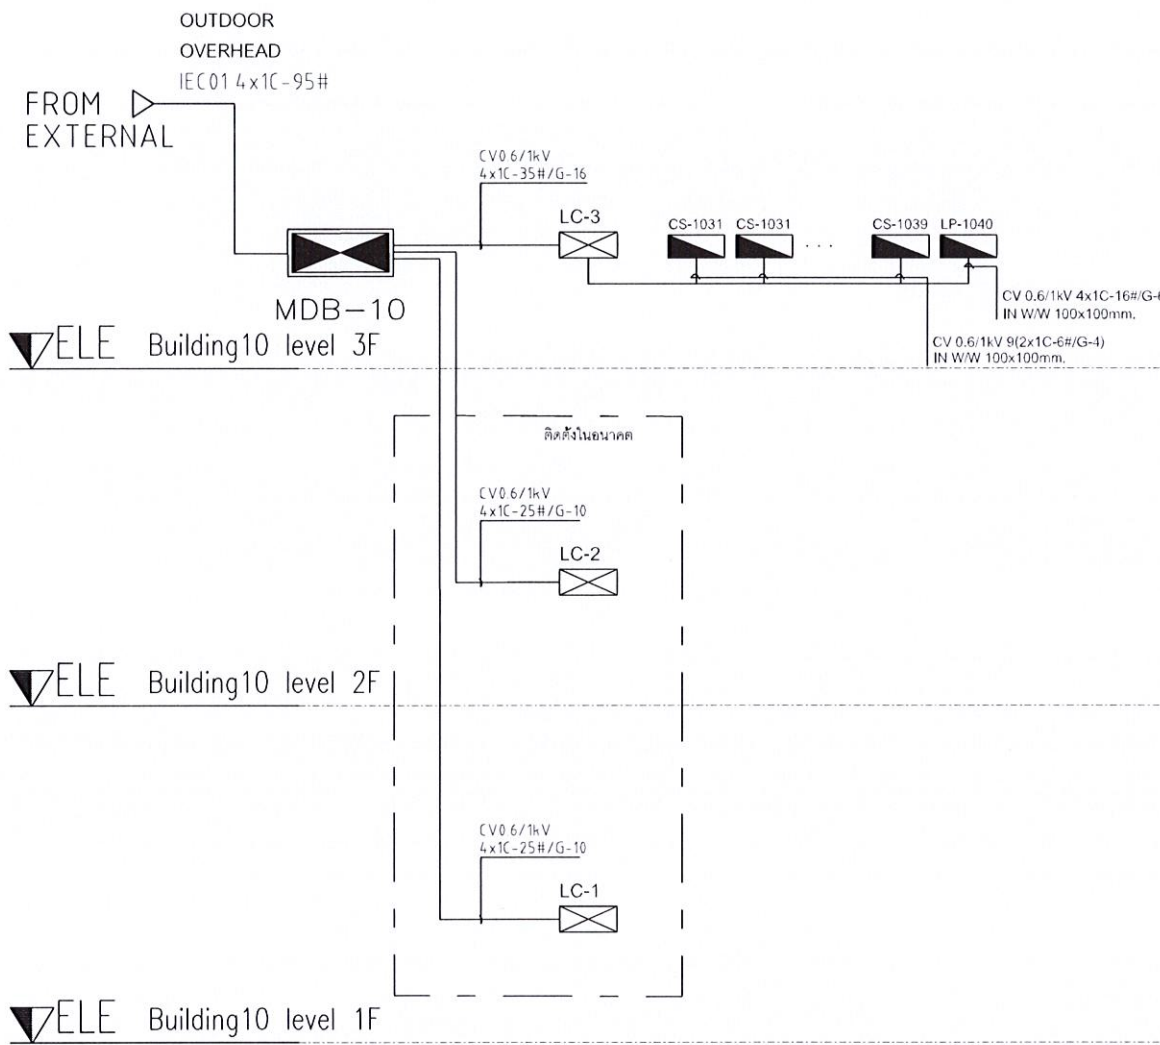 OUTDOOR
OVERHEAD
IEC01 4x1C-95#
FROM
EXTERNAL
CV0.6/1kV
4x1C-35#/G-16
LC-3
CS-1031
CS-1031
...
CS-1039
LP-1040
MDB-10
CV 0.6/1kV 4x1C-16#/G-6
IN W/W 100x100mm.
CV 0.6/1kV 9(2x1C-6#/G-4)
IN W/W 100x100mm.
ELE Building10 level 3F
ติดตั้งในอนาคต
CV0.6/1kV
4x1C-25#/G-10
LC-2
ELE Building10 level 2F
CV0.6/1kV
4x1C-25#/G-10
LC-1
ELE Building10 level 1F